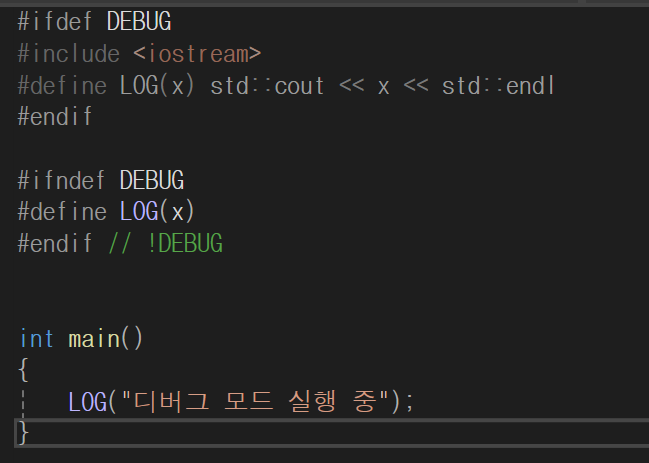 #ifdef DEBUG
#include <iostream>
#define LOG(x) std::cout << x << std::endl
#endif
#ifndef DEBUG
#define LOG(x)
#endif // !DEBUG
int main()
{
LOG("디버그 모드 실행 중");
}